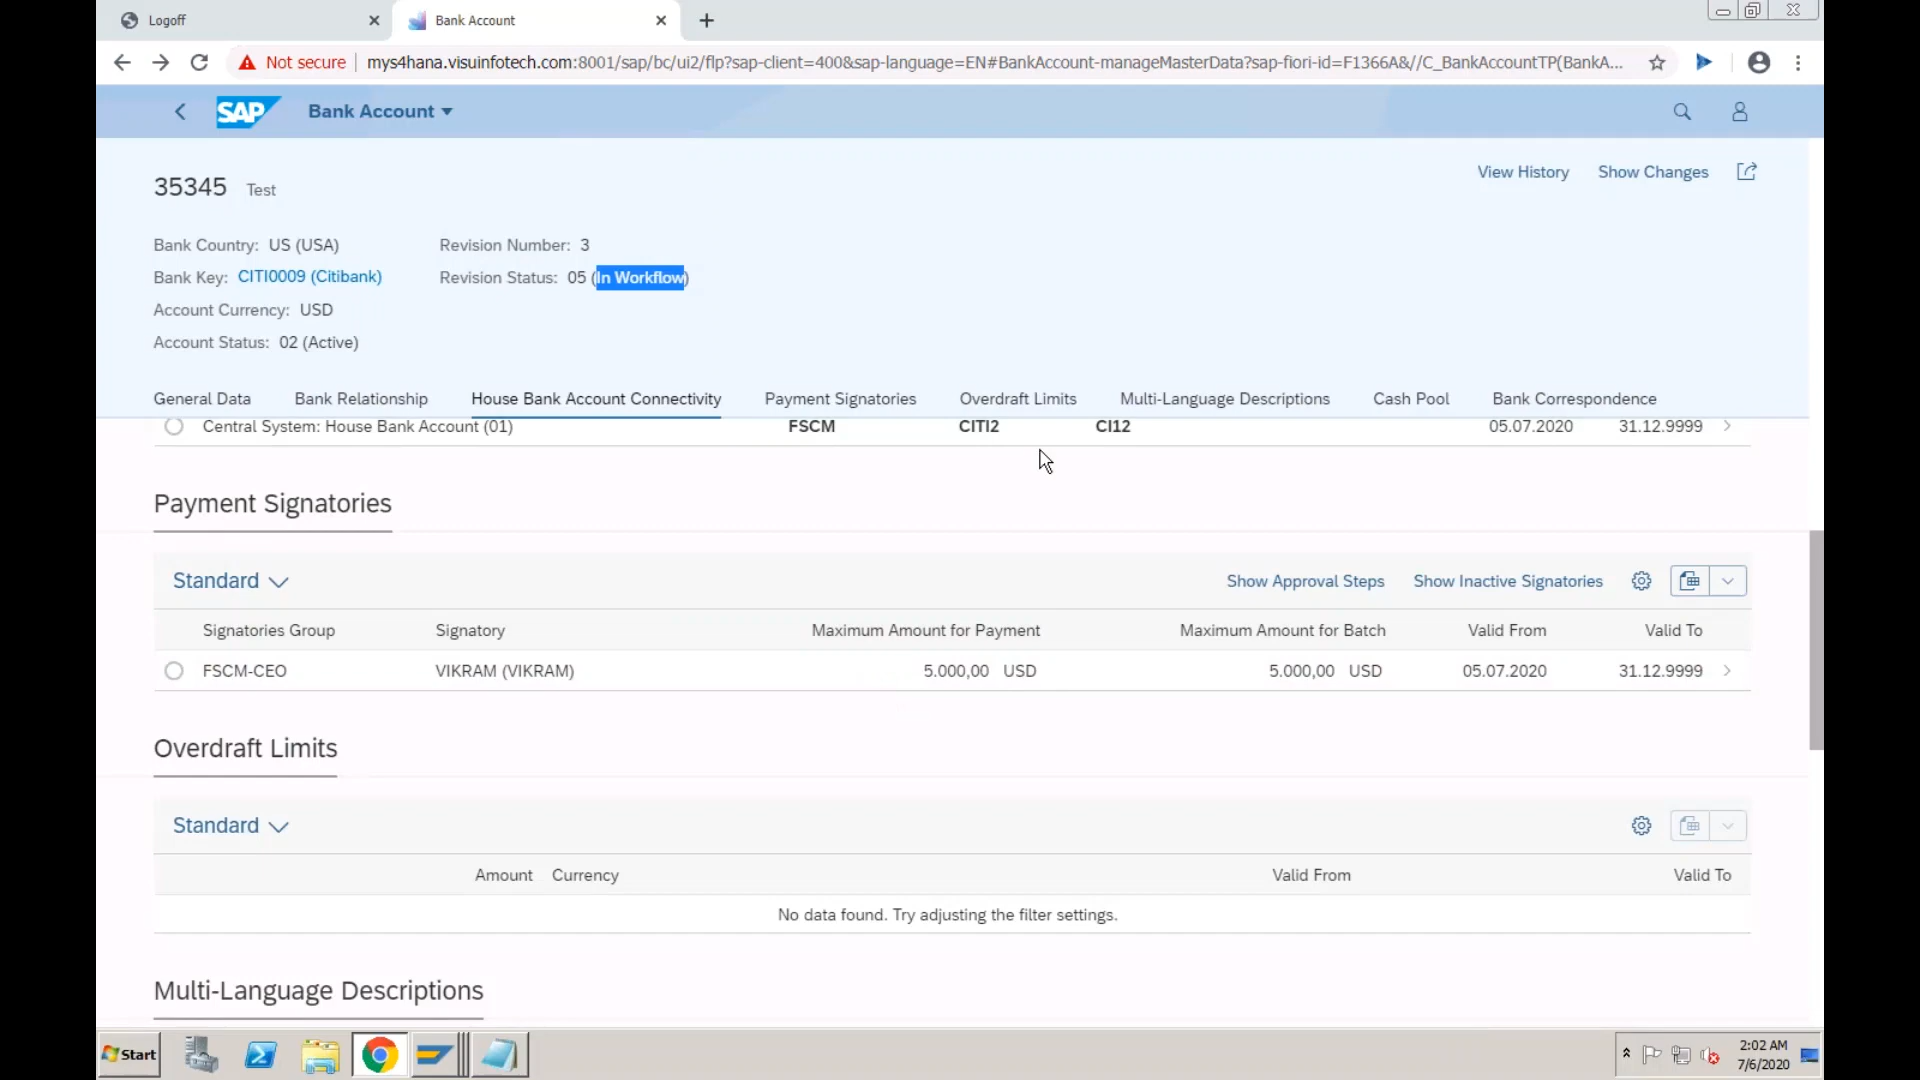 Logoff
Bank Account
Not secure
mys4hana.visuinfotech.com:8001/sap/bc/ui2/flp?sap-client=400&sap-language=EN#BankAccount-manageMasterData?sap-fiori-id=F1366A&//C_BankAccountTP(BankA...
SAP
Bank Account
35345 Test
View History Show Changes
Bank Country: US (USA) Revision Number: 3
Bank Key: CITI0009 (Citibank) Revision Status: 05 (In Workflow)
Account Currency: USD
Account Status: 02 (Active)
General Data Bank Relationship House Bank Account Connectivity Payment Signatories Overdraft Limits Multi-Language Descriptions Cash Pool Bank Correspondence
Central System: House Bank Account (01) FSCM CITI2 CI12 05.07.2020 31.12.9999
Payment Signatories
Standard Show Approval Steps Show Inactive Signatories
Signatories Group Signatory Maximum Amount for Payment Maximum Amount for Batch Valid From Valid To
FSCM-CEO VIKRAM (VIKRAM) 5.000,00 USD 5.000,00 USD 05.07.2020 31.12.9999
Overdraft Limits
Standard
Amount Currency Valid From Valid To
No data found. Try adjusting the filter settings.
Multi-Language Descriptions
Start
2:02 AM
7/6/2020